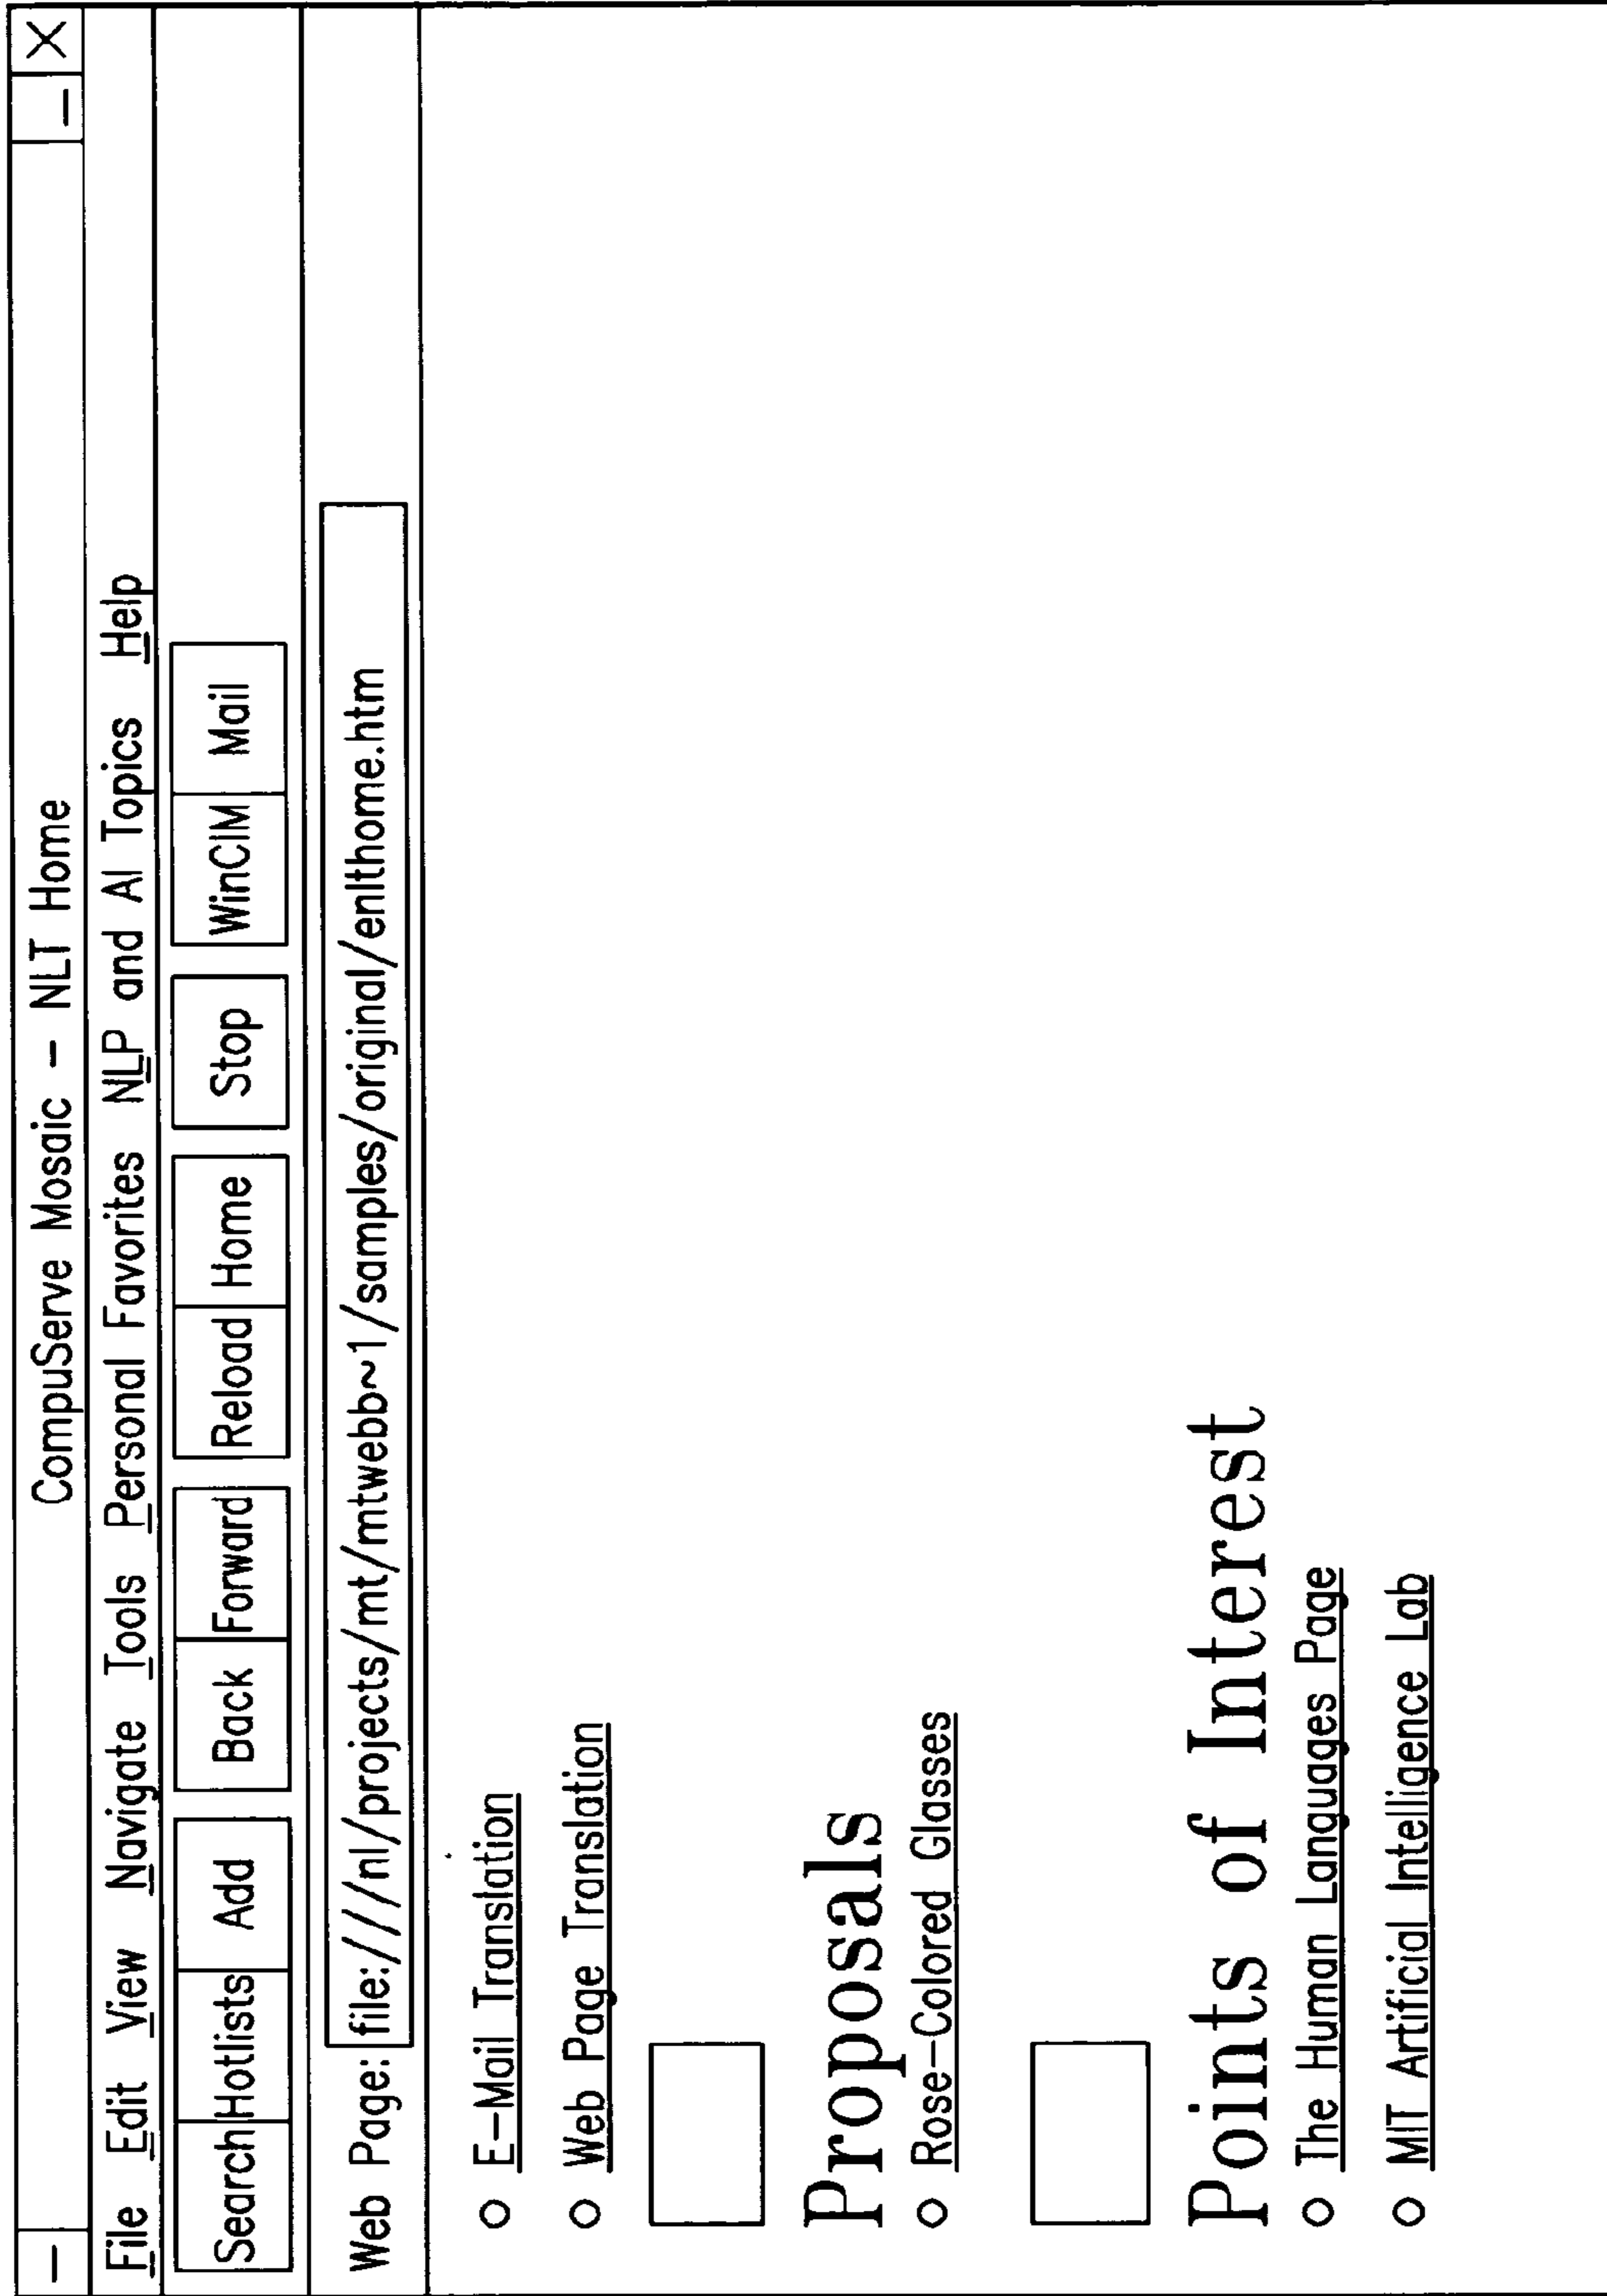 CompuServe Mosaic – NLT Home
File Edit View Navigate Tools Personal Favorites NLP and AI Topics Help
Search Hotlists Add Back Forward Reload Home Stop WinCIM Mail
Web Page: file:////nl/projects/mt/mtwebb~1/samples/original/enlthome.htm
○ E–Mail Translation
○ Web Page Translation
Proposals
○ Rose–Colored Glasses
Points of Interest
○ The Human Languages Page
○ MIT Artificial Intelligence Lab